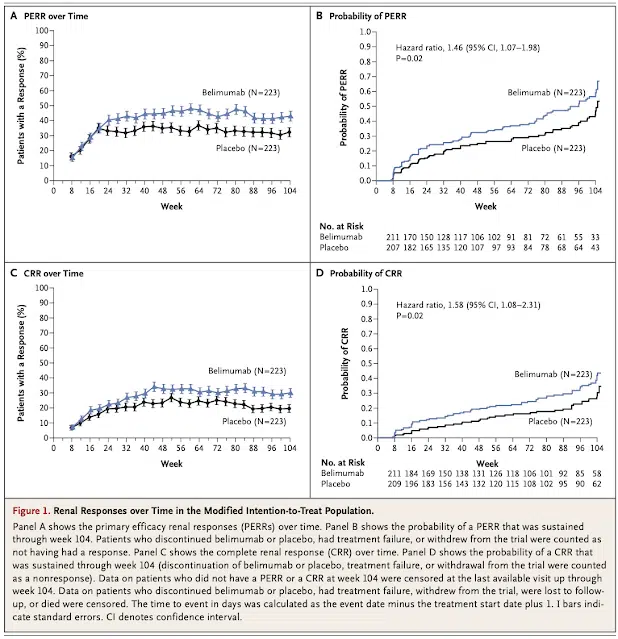 A PERR over Time
100
90
80
70
60
50
40
30
20
10
0
Patients with a Response (%)
Belimumab (N=223)
Placebo (N=223)
0 8 16 24 32 40 48 56 64 72 80 88 96 104
Week
B Probability of PERR
1.0
0.9
0.8
0.7
0.6
0.5
0.4
0.3
0.2
0.1
0.0
Probability of PERR
Hazard ratio, 1.46 (95% CI, 1.07–1.98)
P=0.02
Belimumab (N=223)
Placebo (N=223)
0 8 16 24 32 40 48 56 64 72 80 88 96 104
Week
No. at Risk
Belimumab 211 170 150 128 117 106 102 91 81 72 61 55 33
Placebo 207 182 165 135 120 107 97 93 84 78 68 64 43
C CRR over Time
100
90
80
70
60
50
40
30
20
10
0
Patients with a Response (%)
Belimumab (N=223)
Placebo (N=223)
0 8 16 24 32 40 48 56 64 72 80 88 96 104
Week
D Probability of CRR
1.0
0.9
0.8
0.7
0.6
0.5
0.4
0.3
0.2
0.1
0.0
Probability of CRR
Hazard ratio, 1.58 (95% CI, 1.08–2.31)
P=0.02
Belimumab (N=223)
Placebo (N=223)
0 8 16 24 32 40 48 56 64 72 80 88 96 104
Week
No. at Risk
Belimumab 211 184 169 150 138 131 126 118 106 101 92 85 58
Placebo 209 196 183 156 143 132 120 115 108 102 95 90 62
Figure 1. Renal Responses over Time in the Modified Intention-to-Treat Population.
Panel A shows the primary efficacy renal responses (PERRs) over time. Panel B shows the probability of a PERR that was sustained
through week 104. Patients who discontinued belimumab or placebo, had treatment failure, or withdrew from the trial were counted as
not having had a response. Panel C shows the complete renal response (CRR) over time. Panel D shows the probability of a CRR that
was sustained through week 104 (discontinuation of belimumab or placebo, treatment failure, or withdrawal from the trial were counted
as a nonresponse). Data on patients who did not have a PERR or a CRR at week 104 were censored at the last available visit up through
week 104. Data on patients who discontinued belimumab or placebo, had treatment failure, withdrew from the trial, were lost to follow-
up, or died were censored. The time to event in days was calculated as the event date minus the treatment start date plus 1. I bars indi-
cate standard errors. CI denotes confidence interval.